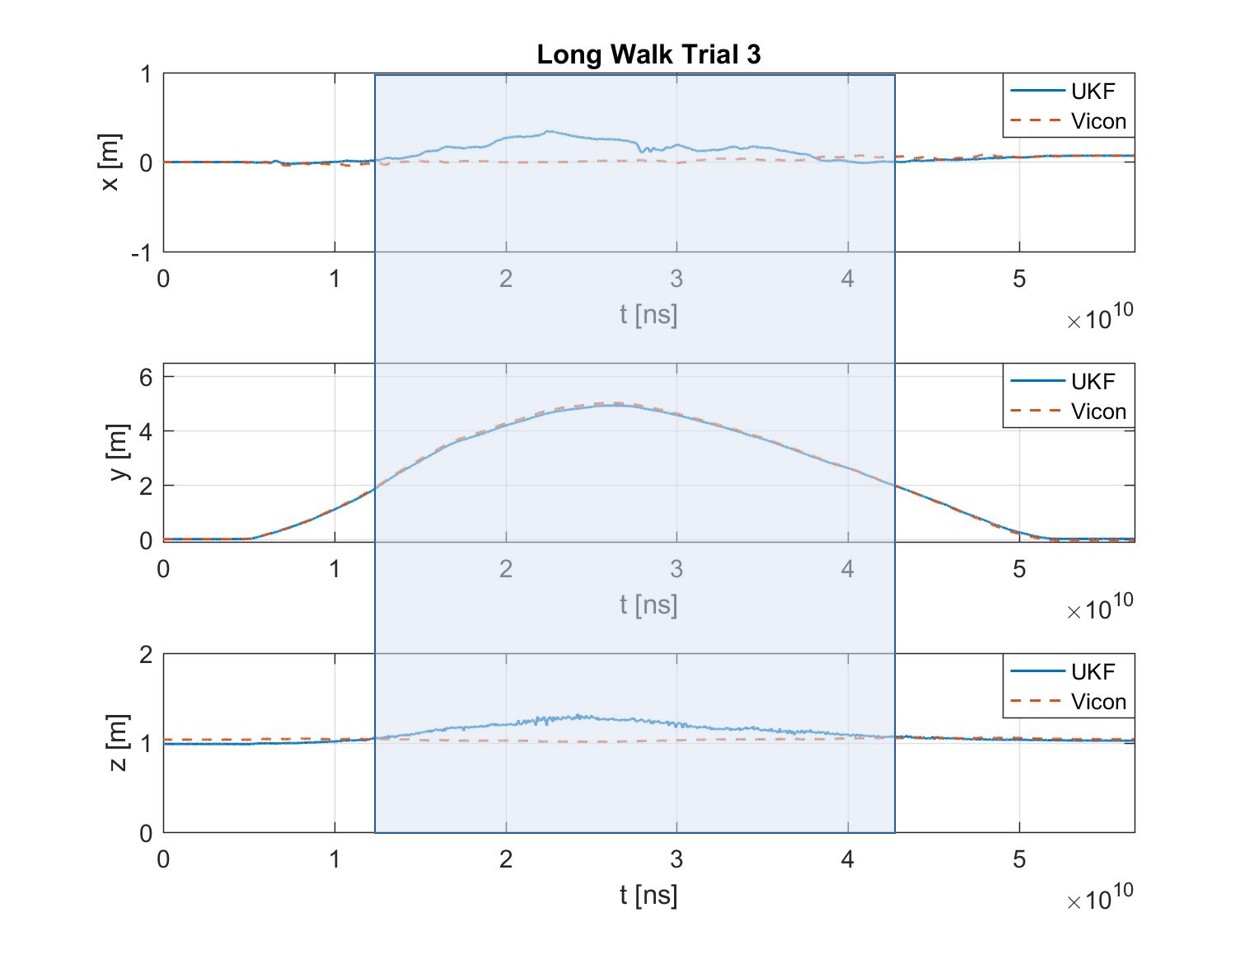 Long Walk Trial 3
1
0
-1
x [m]
UKF
Vicon
0 1 2 3 4 5
t [ns]
×10^10
6
4
2
0
y [m]
UKF
Vicon
0 1 2 3 4 5
t [ns]
×10^10
2
1
0
z [m]
UKF
Vicon
0 1 2 3 4 5
t [ns]
×10^10